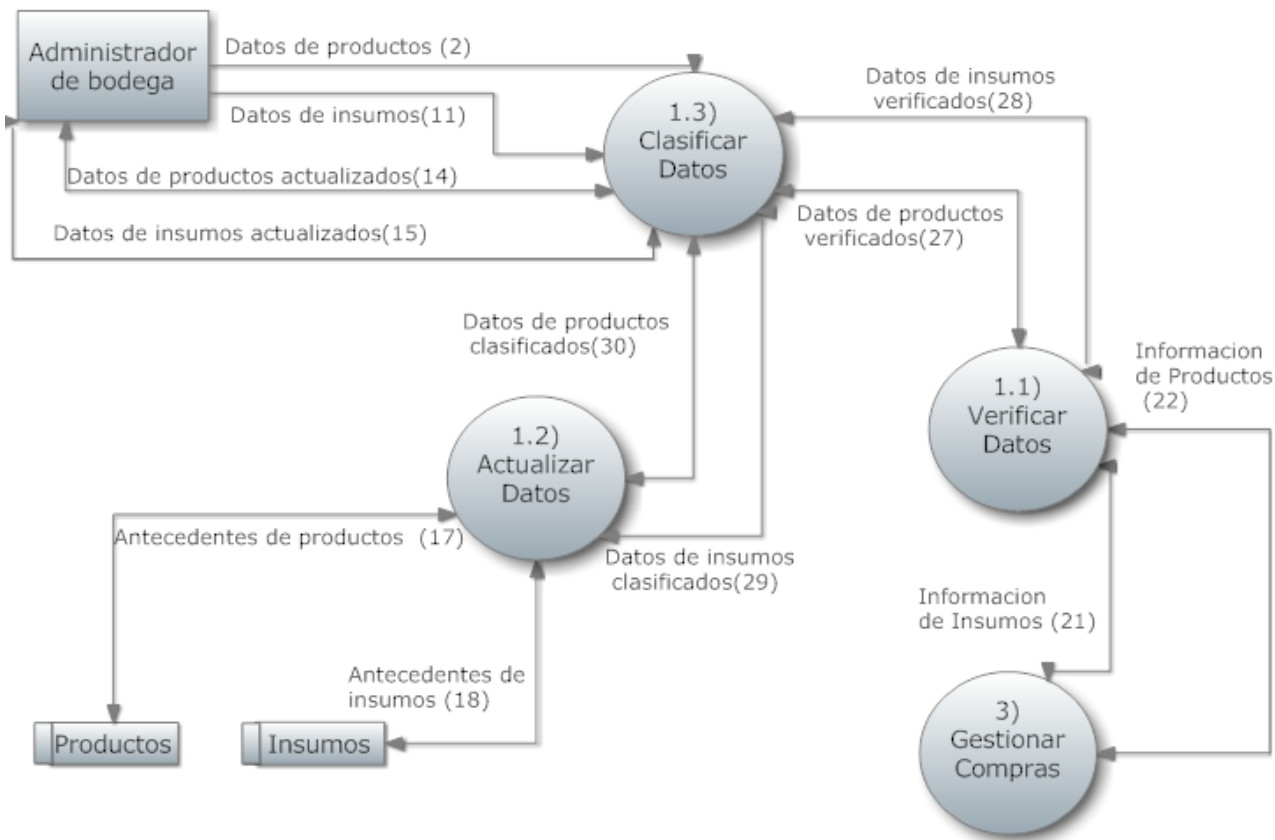 Administrador
de bodega
Datos de productos (2)
Datos de insumos(11)
Datos de productos actualizados(14)
Datos de insumos actualizados(15)
1.3)
Clasificar
Datos
Datos de insumos
verificados(28)
Datos de productos
verificados(27)
Datos de productos
clasificados(30)
1.2)
Actualizar
Datos
Datos de insumos
clasificados(29)
1.1)
Verificar
Datos
Informacion
de Productos
(22)
Antecedentes de productos (17)
Antecedentes de
insumos (18)
Informacion
de Insumos (21)
Productos
Insumos
3)
Gestionar
Compras